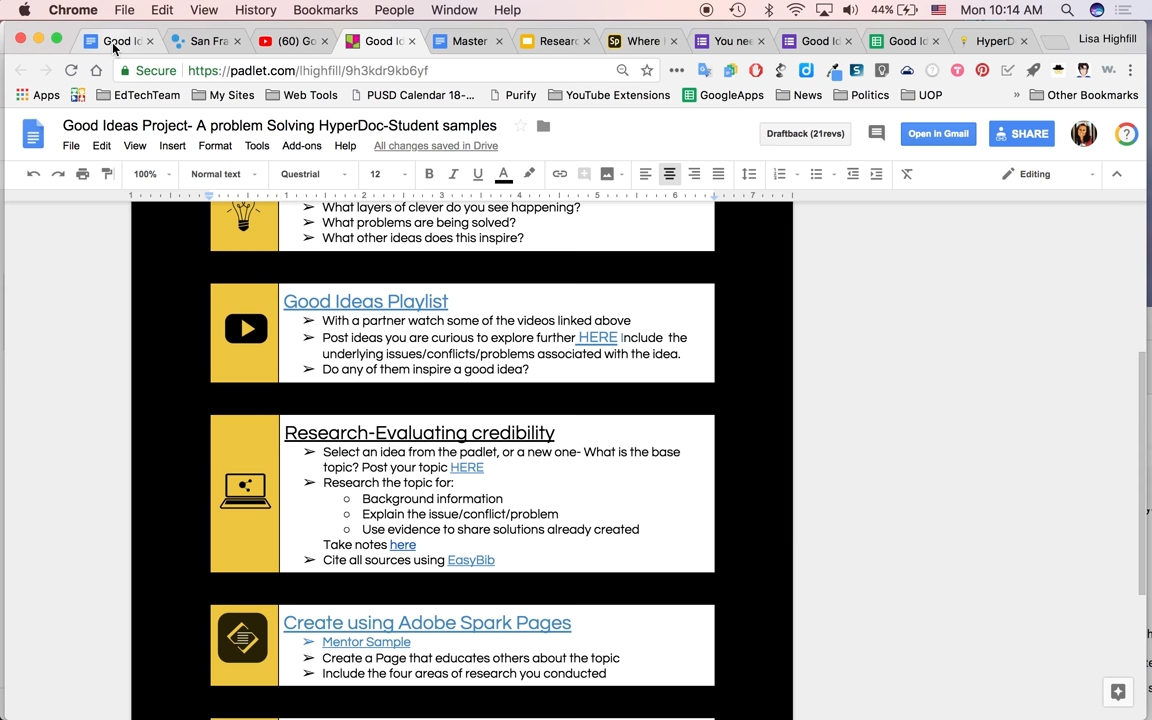 Chrome File Edit View History Bookmarks People Window Help 44% Mon 10:14 AM
Good Id San Fra (60) Go Good Id Master Researc Where You nee Good Id Good Id HyperD Lisa Highfill
Secure https://padlet.com/lhighfill/9h3kdr9kb6yf
Apps EdTechTeam My Sites Web Tools PUSD Calendar 18-... Purify YouTube Extensions GoogleApps News Politics UOP » Other Bookmarks
Good Ideas Project- A problem Solving HyperDoc-Student samples
Draftback (21revs) Open in Gmail SHARE
File Edit View Insert Format Tools Add-ons Help All changes saved in Drive
100% Normal text Questrial 12 B I U A Editing
1 1 2 3 4 5 6 7
➢ What layers of clever do you see happening?
➢ What problems are being solved?
➢ What other ideas does this inspire?
Good Ideas Playlist
➢ With a partner watch some of the videos linked above
➢ Post ideas you are curious to explore further HERE Include the
underlying issues/conflicts/problems associated with the idea.
➢ Do any of them inspire a good idea?
Research-Evaluating credibility
➢ Select an idea from the padlet, or a new one- What is the base
topic? Post your topic HERE
➢ Research the topic for:
○ Background information
○ Explain the issue/conflict/problem
○ Use evidence to share solutions already created
Take notes here
➢ Cite all sources using EasyBib
Create using Adobe Spark Pages
➢ Mentor Sample
➢ Create a Page that educates others about the topic
➢ Include the four areas of research you conducted